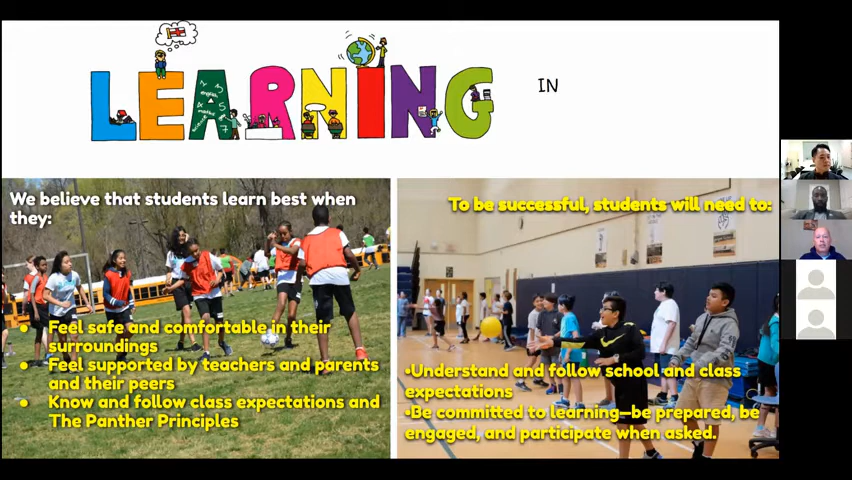 LEARNING
IN
We believe that students learn best when
they:
● Feel safe and comfortable in their
surroundings
● Feel supported by teachers and parents
and their peers
● Know and follow class expectations and
The Panther Principles
To be successful, students will need to:
•Understand and follow school and class
expectations
•Be committed to learning—be prepared, be
engaged, and participate when asked.